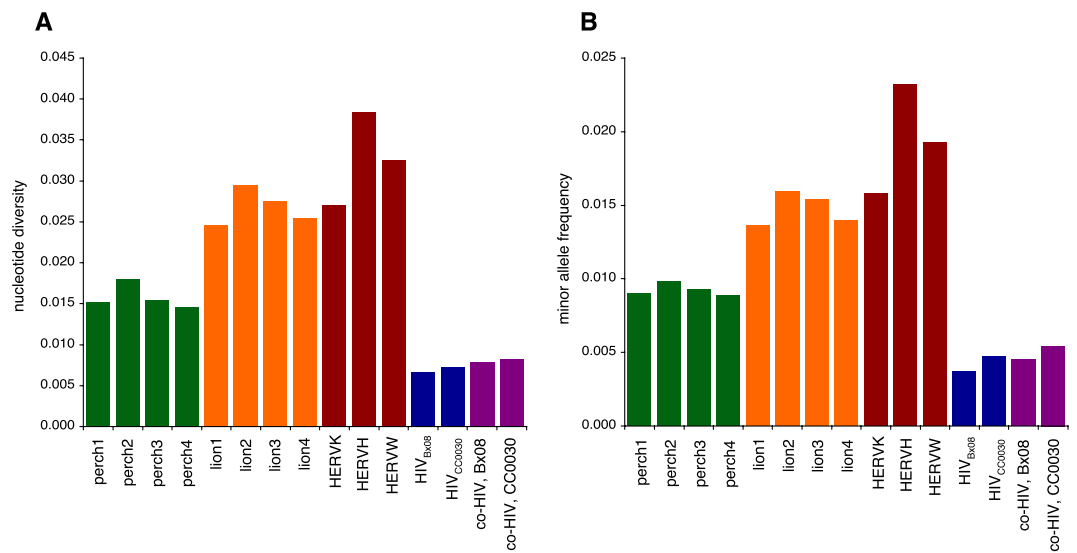 A
nucleotide diversity
0.045
0.040
0.035
0.030
0.025
0.020
0.015
0.010
0.005
0.000
perch1
perch2
perch3
perch4
lion1
lion2
lion3
lion4
HERVK
HERVH
HERVW
HIVBx08
HIVCC0030
co-HIV, Bx08
co-HIV, CC0030
B
minor allele frequency
0.025
0.020
0.015
0.010
0.005
0.000
perch1
perch2
perch3
perch4
lion1
lion2
lion3
lion4
HERVK
HERVH
HERVW
HIVBx08
HIVCC0030
co-HIV, Bx08
co-HIV, CC0030